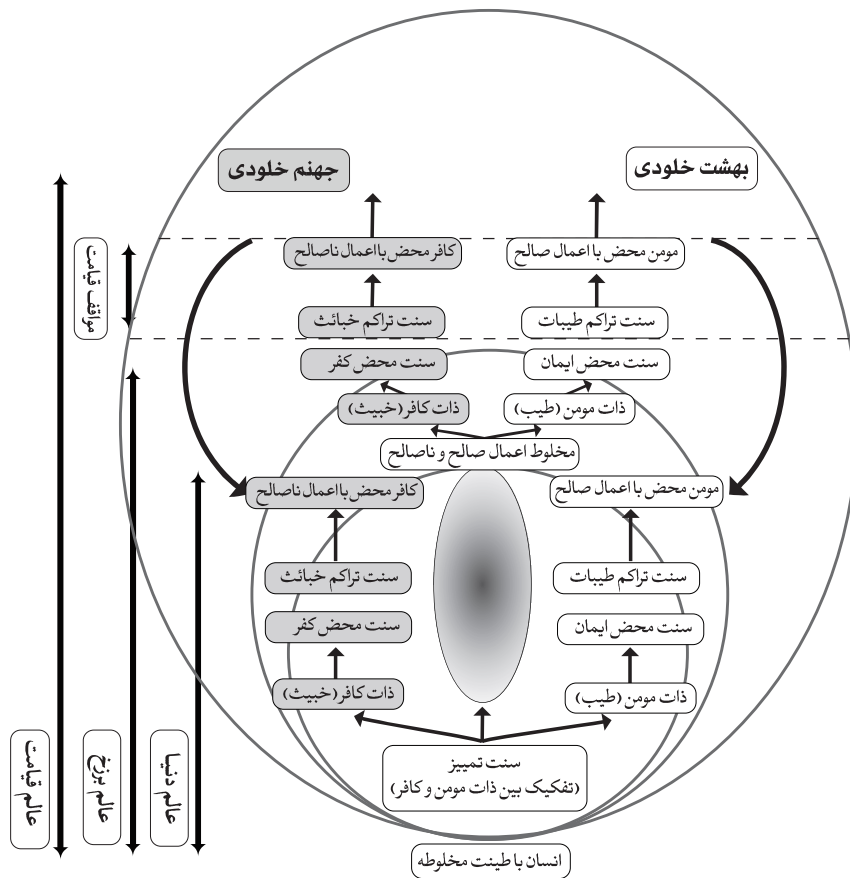 بهشت خلودی
جهنم خلودی
مومن محض با اعمال صالح
کافر محض با اعمال ناصالح
مواقف قیامت
سنت تراکم طیبات
سنت تراکم خبائث
سنت محض ایمان
سنت محض کفر
ذات مومن (طیب)
ذات کافر (خبیث)
مخلوط اعمال صالح و ناصالح
مومن محض با اعمال صالح
کافر محض با اعمال ناصالح
سنت تراکم طیبات
سنت تراکم خبائث
سنت محض ایمان
سنت محض کفر
ذات مومن (طیب)
ذات کافر (خبیث)
سنت تمییز
(تفکیک بین ذات مومن و کافر)
عالم دنیا
عالم برزخ
عالم قیامت
انسان با طینت مخلوطه